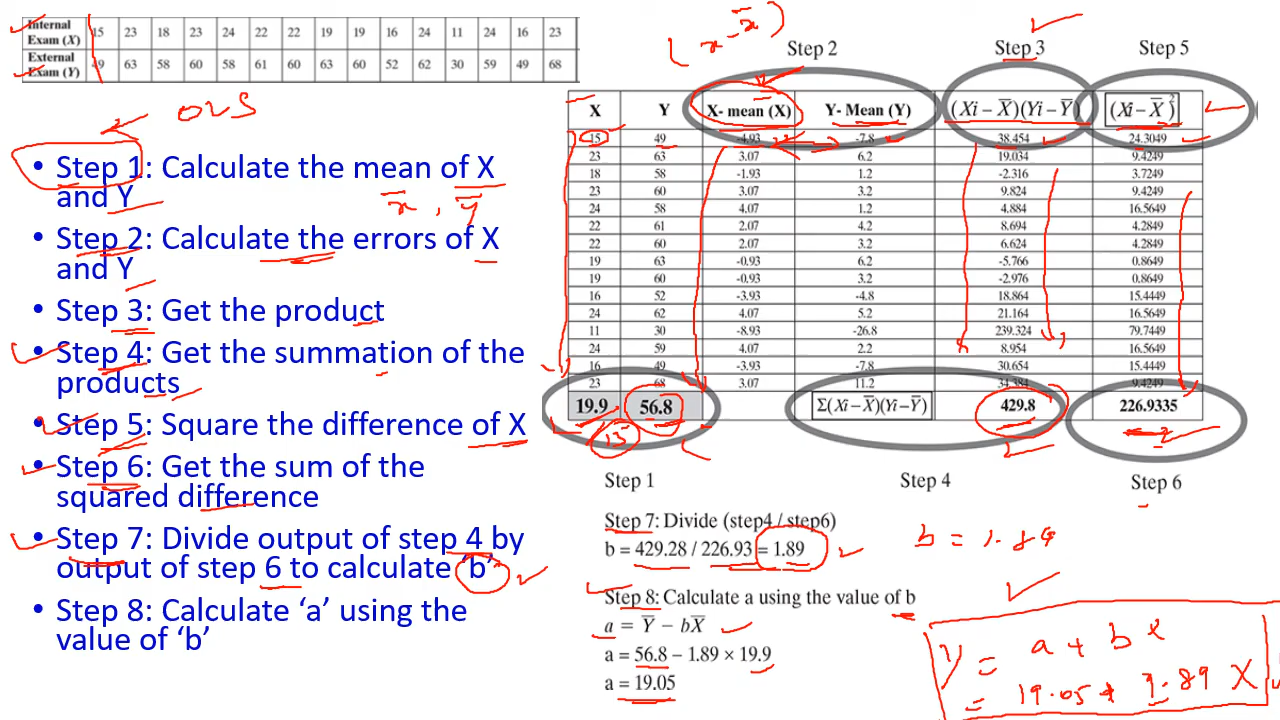 Internal Exam (X) 15 23 18 23 24 22 22 19 19 16 24 11 24 16 23
External Exam (Y) 49 63 58 60 58 61 60 63 60 52 62 30 59 49 68
OLS
• Step 1: Calculate the mean of X
and Y
x̄ , ȳ
• Step 2: Calculate the errors of X
and Y
• Step 3: Get the product
• Step 4: Get the summation of the
products
• Step 5: Square the difference of X
• Step 6: Get the sum of the
squared difference
• Step 7: Divide output of step 4 by
output of step 6 to calculate 'b'
• Step 8: Calculate 'a' using the
value of 'b'
(x - x̄)
Step 2 Step 3 Step 5
X Y X- mean (X) Y- Mean (Y) (Xi – X̄)(Yi – Ȳ) (Xi – X̄)²
15 49 -4.93 -7.8 38.454 24.3049
23 63 3.07 6.2 19.034 9.4249
18 58 -1.93 1.2 -2.316 3.7249
23 60 3.07 3.2 9.824 9.4249
24 58 4.07 1.2 4.884 16.5649
22 61 2.07 4.2 8.694 4.2849
22 60 2.07 3.2 6.624 4.2849
19 63 -0.93 6.2 -5.766 0.8649
19 60 -0.93 3.2 -2.976 0.8649
16 52 -3.93 -4.8 18.864 15.4449
24 62 4.07 5.2 21.164 16.5649
11 30 -8.93 -26.8 239.324 79.7449
24 59 4.07 2.2 8.954 16.5649
16 49 -3.93 -7.8 30.654 15.4449
23 68 3.07 11.2 34.384 9.4249
19.9 56.8 Σ(Xi – X̄)(Yi – Ȳ) 429.8 226.9335
15
Step 1 Step 4 Step 6
Step 7: Divide (step4 / step6)
b = 429.28 / 226.93 = 1.89
b = 1.89
Step 8: Calculate a using the value of b
a = Ȳ – bX̄
a = 56.8 – 1.89 × 19.9
a = 19.05
Y = a + bx
= 19.05 + 1.89 X